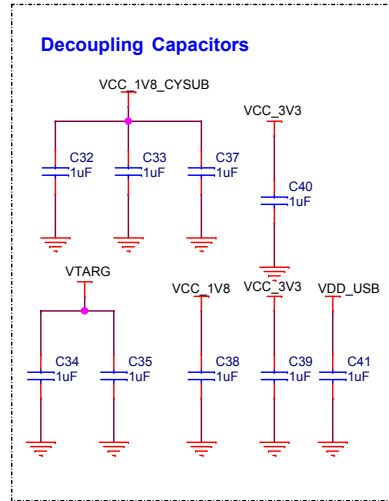 Decoupling Capacitors
VCC_1V8_CYSUB
VCC_3V3
C32
1uF
C33
1uF
C37
1uF
C40
1uF
VTARG
VCC_1V8
VCC_3V3
VDD_USB
C34
1uF
C35
1uF
C38
1uF
C39
1uF
C41
1uF